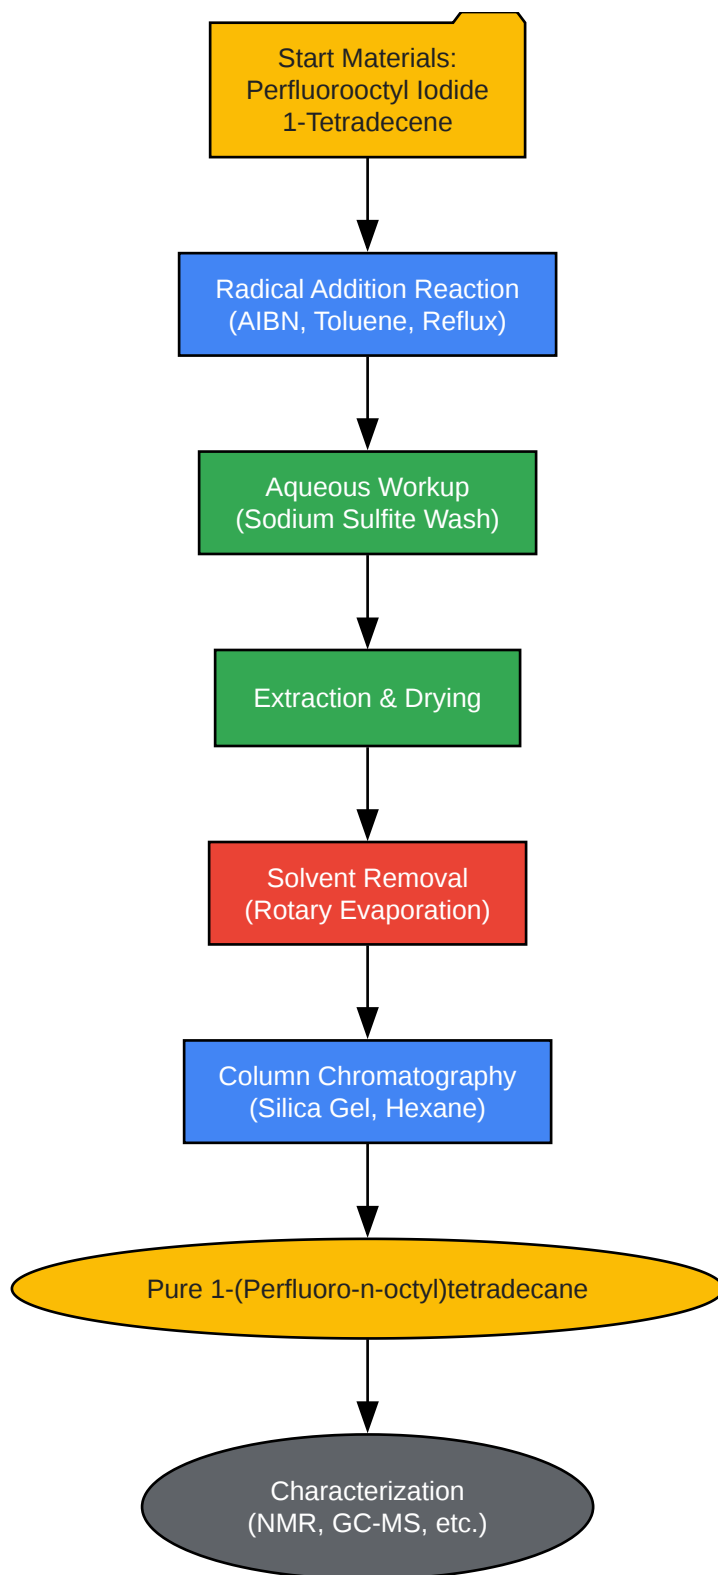 Start Materials:
Perfluorooctyl Iodide
1-Tetradecene
Radical Addition Reaction
(AIBN, Toluene, Reflux)
Aqueous Workup
(Sodium Sulfite Wash)
Extraction & Drying
Solvent Removal
(Rotary Evaporation)
Column Chromatography
(Silica Gel, Hexane)
Pure 1-(Perfluoro-n-octyl)tetradecane
Characterization
(NMR, GC-MS, etc.)